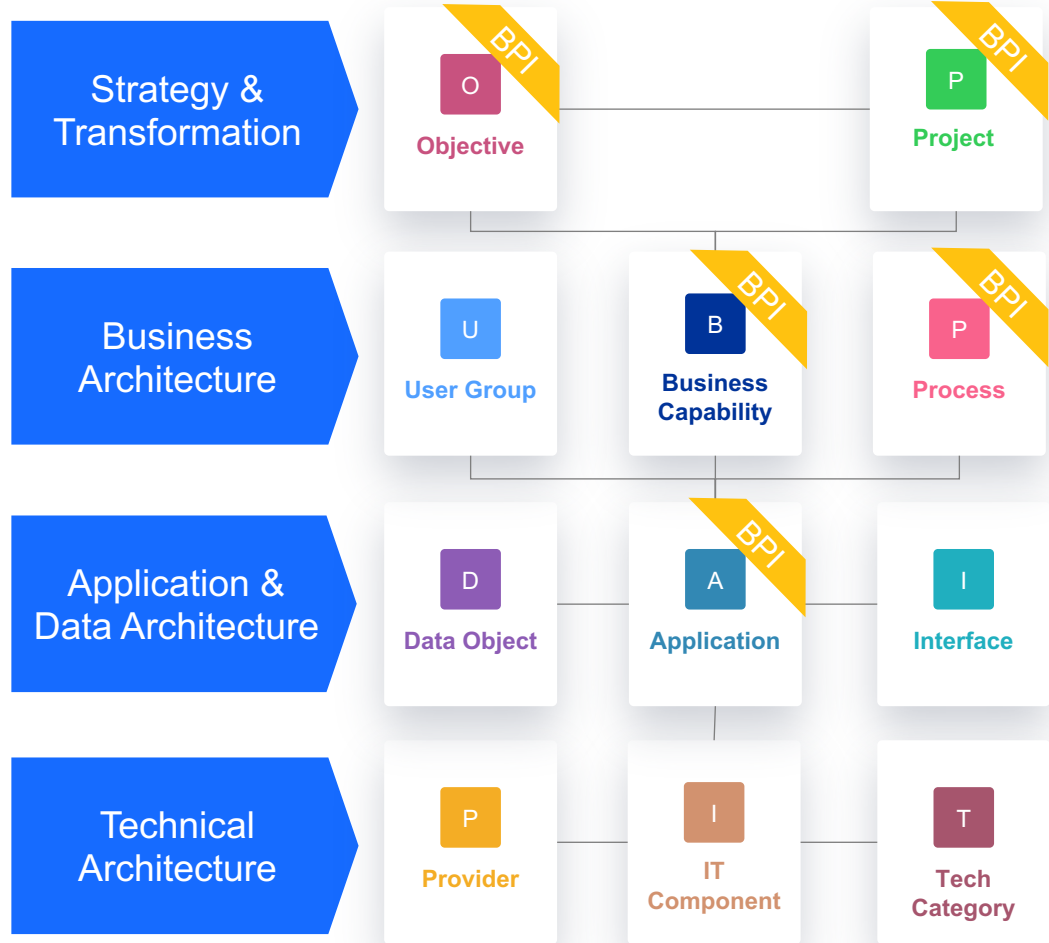 Strategy &
Transformation
O
BPI
Objective
P
BPI
Project
Business
Architecture
U
User Group
B
BPI
Business
Capability
P
BPI
Process
Application &
Data Architecture
D
Data Object
A
BPI
Application
I
Interface
Technical
Architecture
P
Provider
I
IT
Component
T
Tech
Category